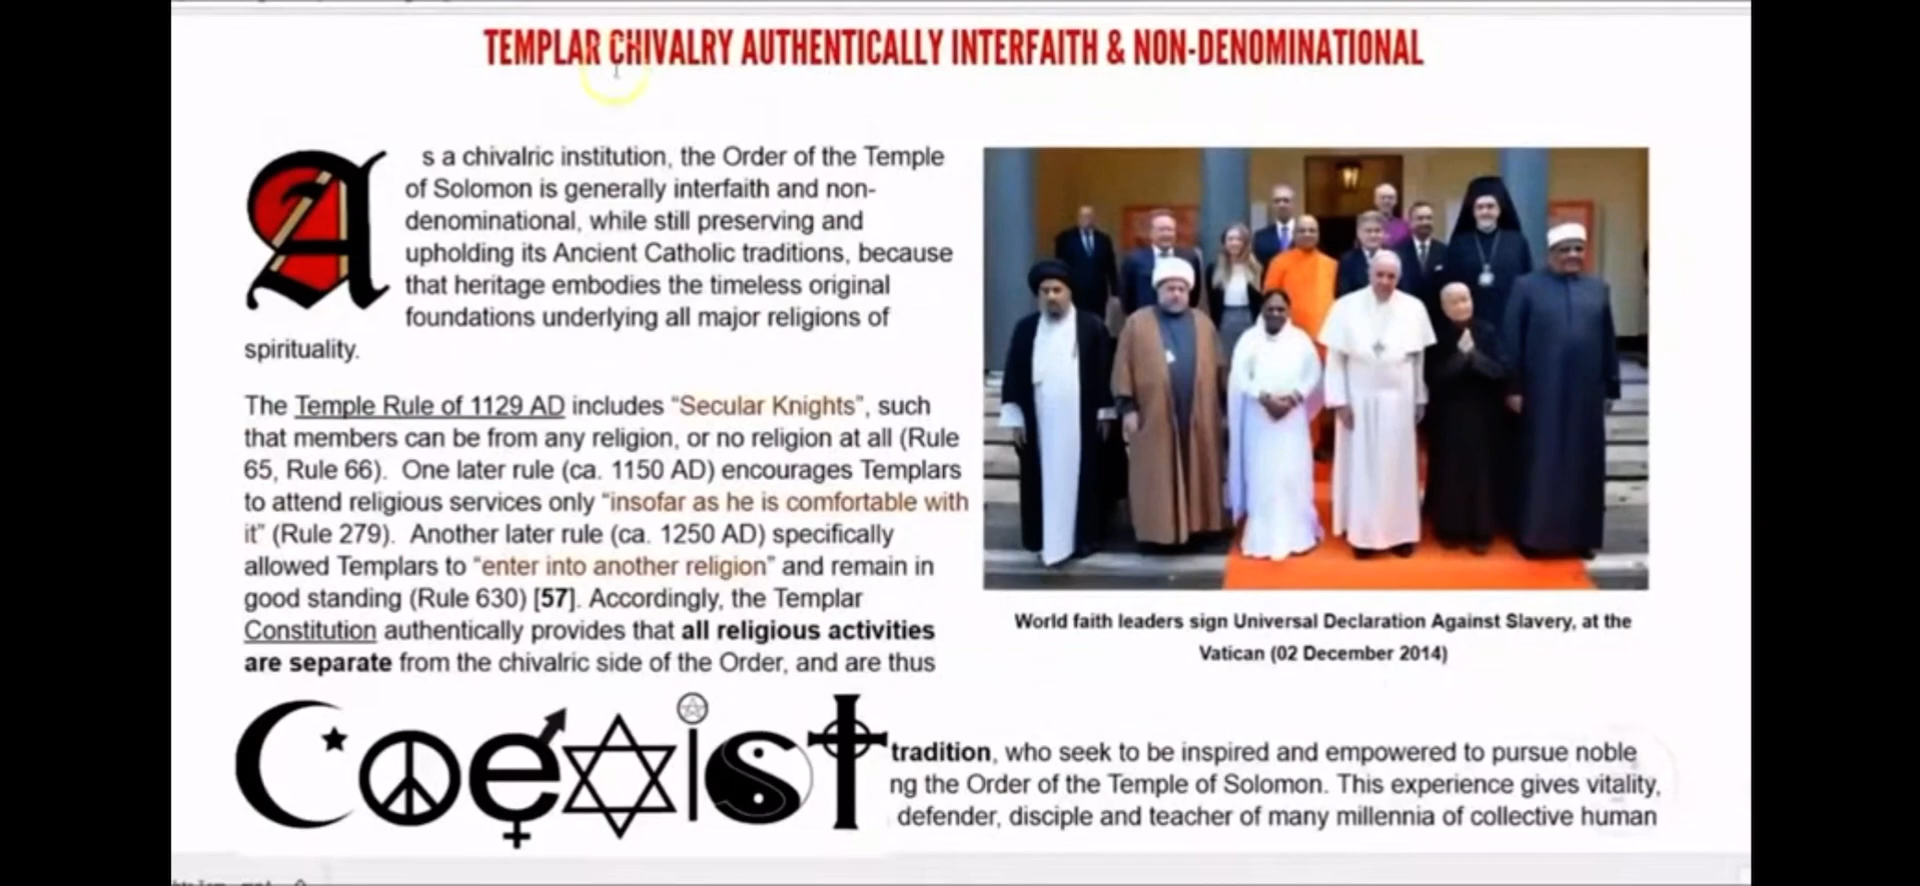 TEMPLAR CHIVALRY AUTHENTICALLY INTERFAITH & NON-DENOMINATIONAL
As a chivalric institution, the Order of the Temple
of Solomon is generally interfaith and non-
denominational, while still preserving and
upholding its Ancient Catholic traditions, because
that heritage embodies the timeless original
foundations underlying all major religions of
spirituality.
The Temple Rule of 1129 AD includes “Secular Knights”, such
that members can be from any religion, or no religion at all (Rule
65, Rule 66).  One later rule (ca. 1150 AD) encourages Templars
to attend religious services only “insofar as he is comfortable with
it” (Rule 279).  Another later rule (ca. 1250 AD) specifically
allowed Templars to “enter into another religion” and remain in
good standing (Rule 630) [57]. Accordingly, the Templar
Constitution authentically provides that all religious activities
are separate from the chivalric side of the Order, and are thus
World faith leaders sign Universal Declaration Against Slavery, at the
Vatican (02 December 2014)
Coexist
tradition, who seek to be inspired and empowered to pursue noble
ng the Order of the Temple of Solomon. This experience gives vitality,
defender, disciple and teacher of many millennia of collective human